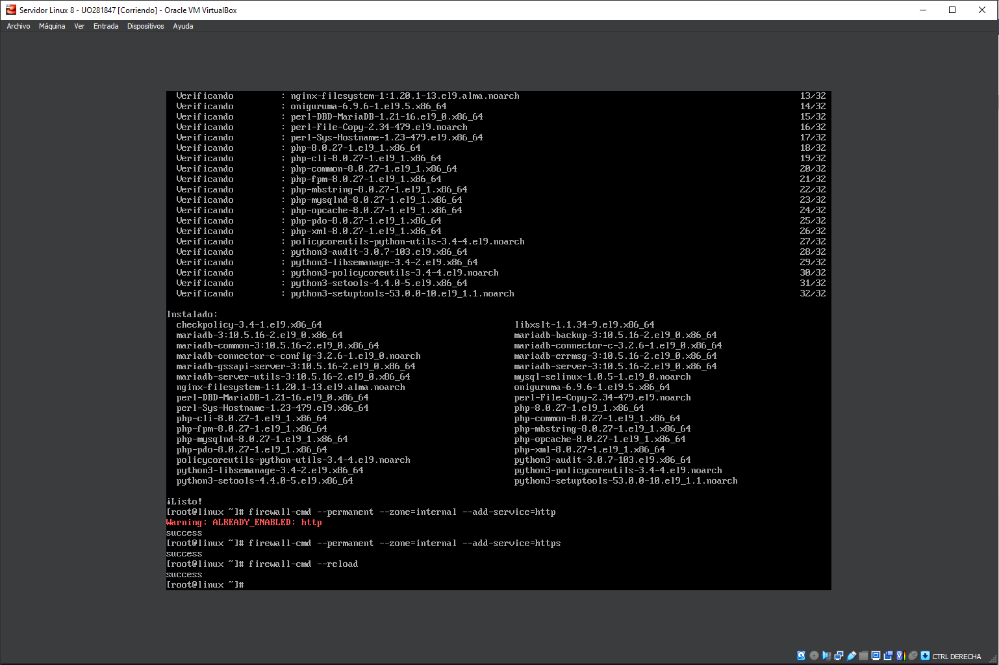 Servidor Linux 8 - UO281847 [Corriendo] - Oracle VM VirtualBox
Archivo Máquina Ver Entrada Dispositivos Ayuda
Verificando : nginx-filesystem-1:1.20.1-13.el9.alma.noarch 13/32
Verificando : oniguruma-6.9.6-1.el9.5.x86_64 14/32
Verificando : perl-DBD-MariaDB-1.21-16.el9_0.x86_64 15/32
Verificando : perl-File-Copy-2.34-479.el9.noarch 16/32
Verificando : perl-Sys-Hostname-1.23-479.el9.x86_64 17/32
Verificando : php-8.0.27-1.el9_1.x86_64 18/32
Verificando : php-cli-8.0.27-1.el9_1.x86_64 19/32
Verificando : php-common-8.0.27-1.el9_1.x86_64 20/32
Verificando : php-fpm-8.0.27-1.el9_1.x86_64 21/32
Verificando : php-mbstring-8.0.27-1.el9_1.x86_64 22/32
Verificando : php-mysqlnd-8.0.27-1.el9_1.x86_64 23/32
Verificando : php-opcache-8.0.27-1.el9_1.x86_64 24/32
Verificando : php-pdo-8.0.27-1.el9_1.x86_64 25/32
Verificando : php-xml-8.0.27-1.el9_1.x86_64 26/32
Verificando : policycoreutils-python-utils-3.4-4.el9.noarch 27/32
Verificando : python3-audit-3.0.7-103.el9.x86_64 28/32
Verificando : python3-libsemanage-3.4-2.el9.x86_64 29/32
Verificando : python3-policycoreutils-3.4-4.el9.noarch 30/32
Verificando : python3-setools-4.4.0-5.el9.x86_64 31/32
Verificando : python3-setuptools-53.0.0-10.el9_1.1.noarch 32/32
Instalado:
checkpolicy-3.4-1.el9.x86_64 libxslt-1.1.34-9.el9.x86_64
mariadb-3:10.5.16-2.el9_0.x86_64 mariadb-backup-3:10.5.16-2.el9_0.x86_64
mariadb-common-3:10.5.16-2.el9_0.x86_64 mariadb-connector-c-3.2.6-1.el9_0.x86_64
mariadb-connector-c-config-3.2.6-1.el9_0.noarch mariadb-errmsg-3:10.5.16-2.el9_0.x86_64
mariadb-gssapi-server-3:10.5.16-2.el9_0.x86_64 mariadb-server-3:10.5.16-2.el9_0.x86_64
mariadb-server-utils-3:10.5.16-2.el9_0.x86_64 mysql-selinux-1.0.5-1.el9_0.noarch
nginx-filesystem-1:1.20.1-13.el9.alma.noarch oniguruma-6.9.6-1.el9.5.x86_64
perl-DBD-MariaDB-1.21-16.el9_0.x86_64 perl-File-Copy-2.34-479.el9.noarch
perl-Sys-Hostname-1.23-479.el9.x86_64 php-8.0.27-1.el9_1.x86_64
php-cli-8.0.27-1.el9_1.x86_64 php-common-8.0.27-1.el9_1.x86_64
php-fpm-8.0.27-1.el9_1.x86_64 php-mbstring-8.0.27-1.el9_1.x86_64
php-mysqlnd-8.0.27-1.el9_1.x86_64 php-opcache-8.0.27-1.el9_1.x86_64
php-pdo-8.0.27-1.el9_1.x86_64 php-xml-8.0.27-1.el9_1.x86_64
policycoreutils-python-utils-3.4-4.el9.noarch python3-audit-3.0.7-103.el9.x86_64
python3-libsemanage-3.4-2.el9.x86_64 python3-policycoreutils-3.4-4.el9.noarch
python3-setools-4.4.0-5.el9.x86_64 python3-setuptools-53.0.0-10.el9_1.1.noarch
¡Listo!
[root@linux ~]# firewall-cmd --permanent --zone=internal --add-service=http
Warning: ALREADY_ENABLED: http
success
[root@linux ~]# firewall-cmd --permanent --zone=internal --add-service=https
success
[root@linux ~]# firewall-cmd --reload
success
[root@linux ~]#
CTRL DERECHA